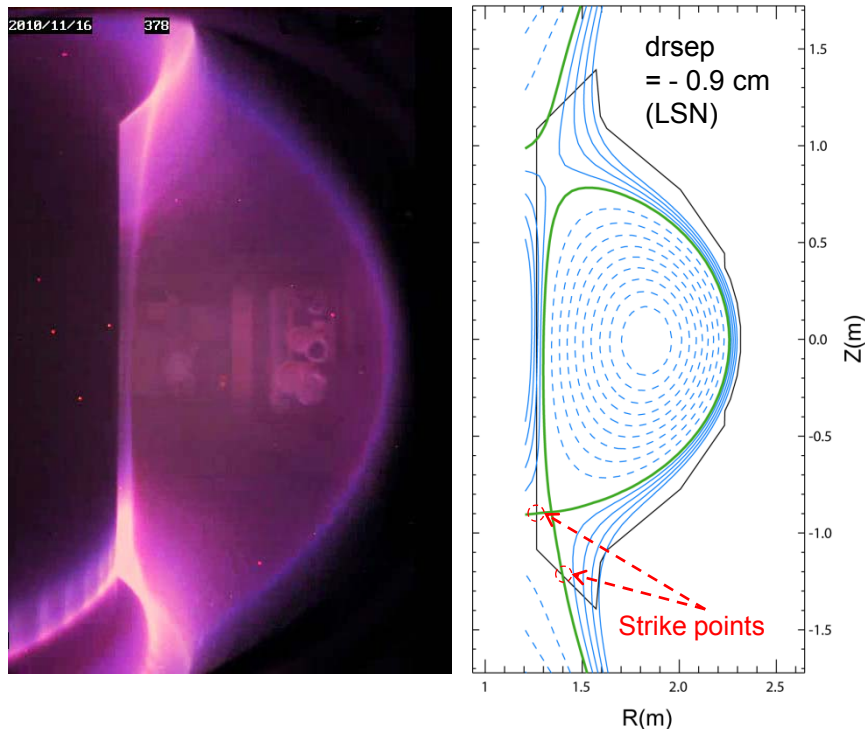 2010/11/16 378
drsep
= - 0.9 cm
(LSN)
1.5
1.0
0.5
0.0
-0.5
-1.0
-1.5
Z(m)
Strike points
1 1.5 2.0 2.5
R(m)